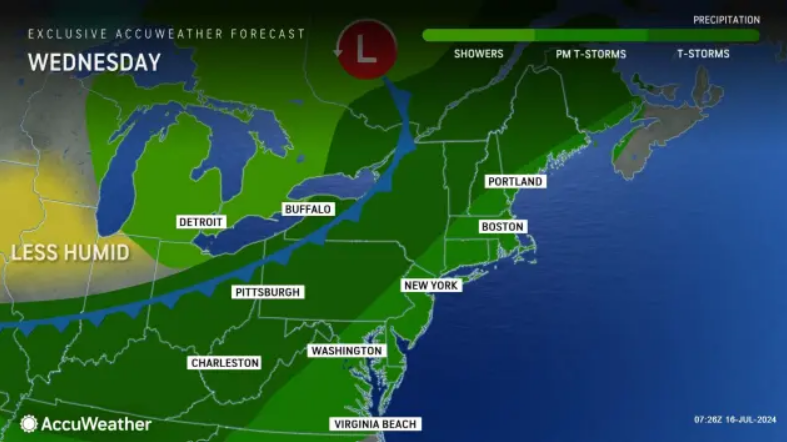 EXCLUSIVE ACCUWEATHER FORECAST
WEDNESDAY
L
PRECIPITATION
SHOWERS PM T-STORMS T-STORMS
PORTLAND
BUFFALO
DETROIT
BOSTON
LESS HUMID
NEW YORK
PITTSBURGH
WASHINGTON
CHARLESTON
AccuWeather
VIRGINIA BEACH
07:26Z 16-JUL-2024